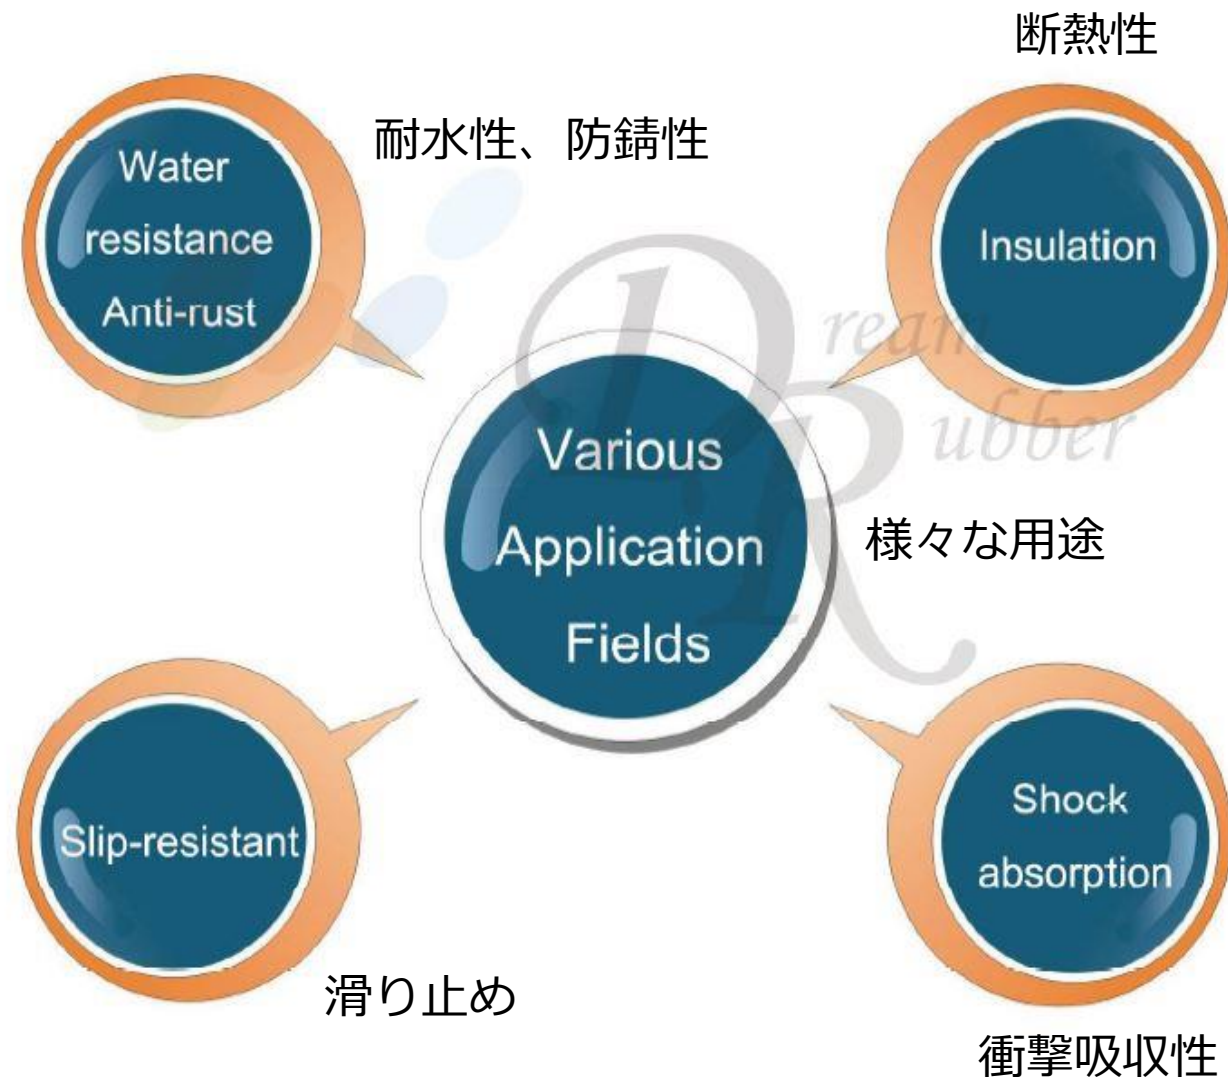 断熱性
耐水性、防錆性
Water
resistance
Anti-rust
Insulation
Dream
Rubber
Various
Application
Fields
様々な用途
Slip-resistant
滑り止め
Shock
absorption
衝撃吸収性